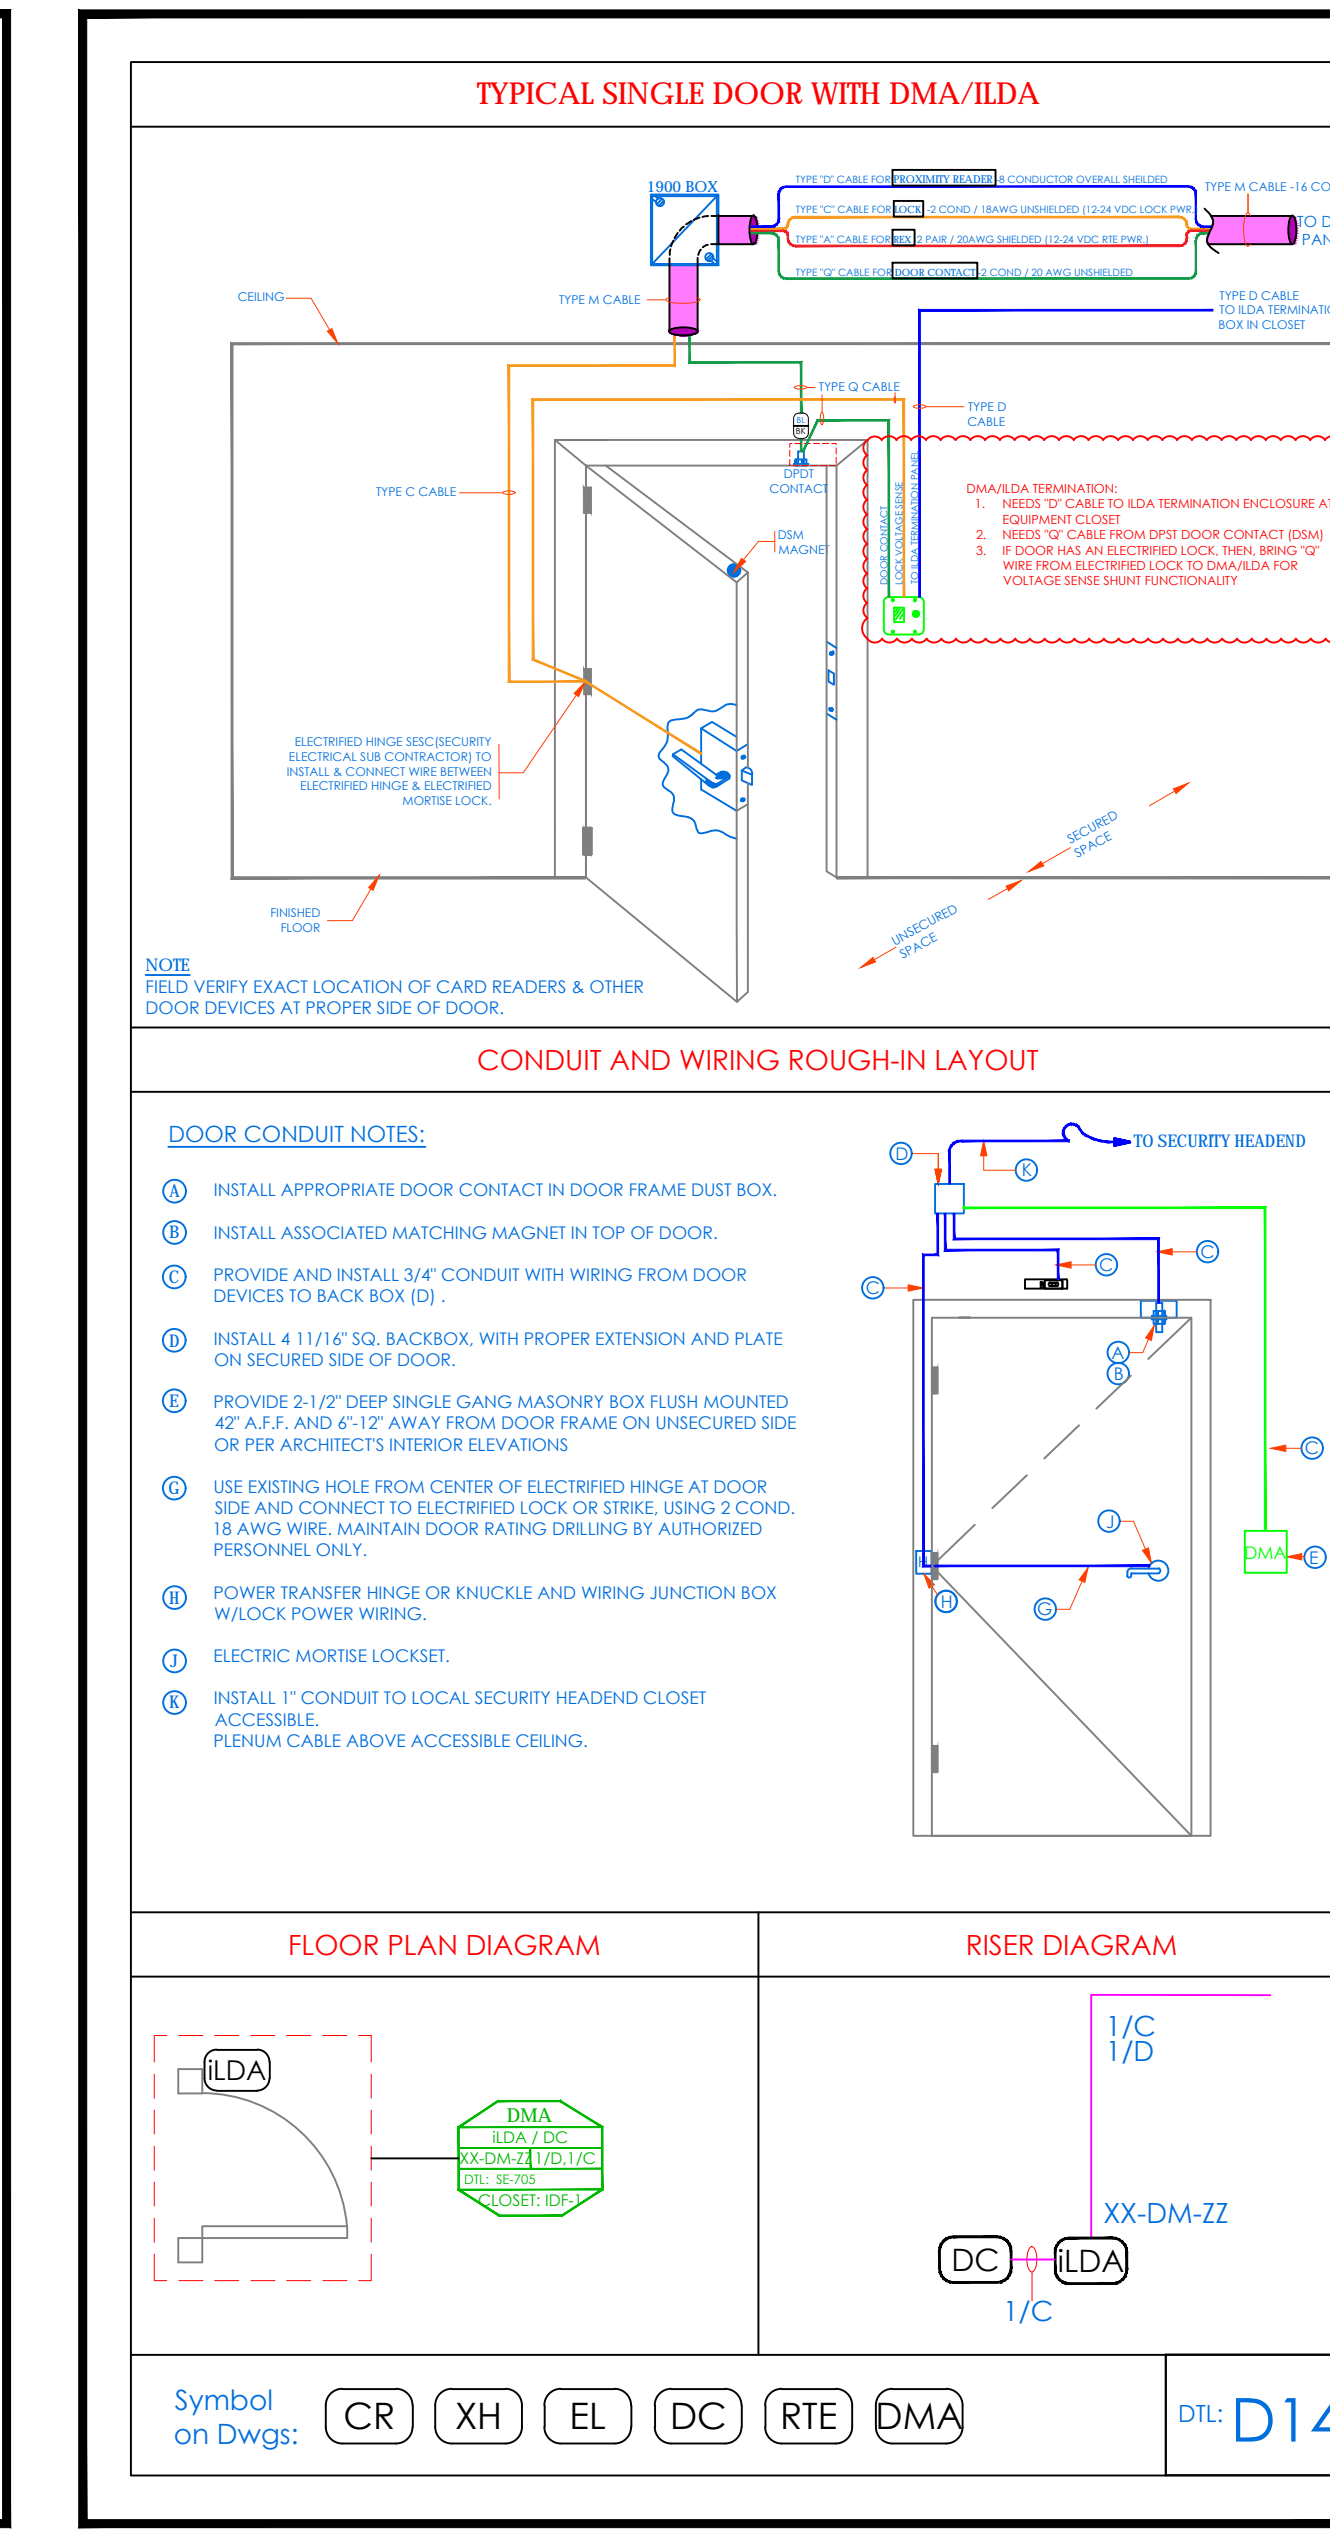 TYPICAL SINGLE DOOR WITH DMA/ILDA
1900 BOX
TYPE "D" CABLE FOR PROXIMITY READER -8 CONDUCTOR OVERALL SHEILDED
TYPE "C" CABLE FOR LOCK -2 COND / 18AWG UNSHIELDED (12-24 VDC LOCK PWR.)
TYPE "A" CABLE FOR REX 2 PAIR / 20AWG SHIELDED (12-24 VDC RTE PWR.)
TYPE "Q" CABLE FOR DOOR CONTACT -2 COND / 20 AWG UNSHIELDED
TYPE M CABLE -16 CO
TO D
PAN
TYPE M CABLE
CEILING
TYPE D CABLE
TO ILDA TERMINATIO
BOX IN CLOSET
TYPE Q CABLE
TYPE D
CABLE
BL
BK
DPDT
CONTACT
TYPE C CABLE
DSM
MAGNET
DOOR CONTACT
LOCK VOLTAGE SENSE
TO ILDA TERMINATION PANEL
DMA/ILDA TERMINATION:
1. NEEDS "D" CABLE TO ILDA TERMINATION ENCLOSURE AT
EQUIPMENT CLOSET
2. NEEDS "Q" CABLE FROM DPST DOOR CONTACT (DSM)
3. IF DOOR HAS AN ELECTRIFIED LOCK, THEN, BRING "Q"
WIRE FROM ELECTRIFIED LOCK TO DMA/ILDA FOR
VOLTAGE SENSE SHUNT FUNCTIONALITY
ELECTRIFIED HINGE SESC(SECURITY
ELECTRICAL SUB CONTRACTOR) TO
INSTALL & CONNECT WIRE BETWEEN
ELECTRIFIED HINGE & ELECTRIFIED
MORTISE LOCK.
SECURED
SPACE
UNSECURED
SPACE
FINISHED
FLOOR
NOTE
FIELD VERIFY EXACT LOCATION OF CARD READERS & OTHER
DOOR DEVICES AT PROPER SIDE OF DOOR.
CONDUIT AND WIRING ROUGH-IN LAYOUT
DOOR CONDUIT NOTES:
A INSTALL APPROPRIATE DOOR CONTACT IN DOOR FRAME DUST BOX.
B INSTALL ASSOCIATED MATCHING MAGNET IN TOP OF DOOR.
C PROVIDE AND INSTALL 3/4" CONDUIT WITH WIRING FROM DOOR
DEVICES TO BACK BOX (D) .
D INSTALL 4 11/16" SQ. BACKBOX, WITH PROPER EXTENSION AND PLATE
ON SECURED SIDE OF DOOR.
E PROVIDE 2-1/2" DEEP SINGLE GANG MASONRY BOX FLUSH MOUNTED
42" A.F.F. AND 6"-12" AWAY FROM DOOR FRAME ON UNSECURED SIDE
OR PER ARCHITECT'S INTERIOR ELEVATIONS
G USE EXISTING HOLE FROM CENTER OF ELECTRIFIED HINGE AT DOOR
SIDE AND CONNECT TO ELECTRIFIED LOCK OR STRIKE, USING 2 COND.
18 AWG WIRE. MAINTAIN DOOR RATING DRILLING BY AUTHORIZED
PERSONNEL ONLY.
H POWER TRANSFER HINGE OR KNUCKLE AND WIRING JUNCTION BOX
W/LOCK POWER WIRING.
J ELECTRIC MORTISE LOCKSET.
K INSTALL 1" CONDUIT TO LOCAL SECURITY HEADEND CLOSET
ACCESSIBLE.
PLENUM CABLE ABOVE ACCESSIBLE CEILING.
TO SECURITY HEADEND
D
K
C
C
C
A
B
C
J
DMA
E
H
H
G
FLOOR PLAN DIAGRAM
iLDA
DMA
iLDA / DC
XX-DM-ZZ 1/D,1/C
DTL: SE-705
CLOSET: IDF-1
RISER DIAGRAM
1/C
1/D
XX-DM-ZZ
DC
iLDA
1/C
Symbol
on Dwgs:
CR XH EL DC RTE DMA
DTL: D14